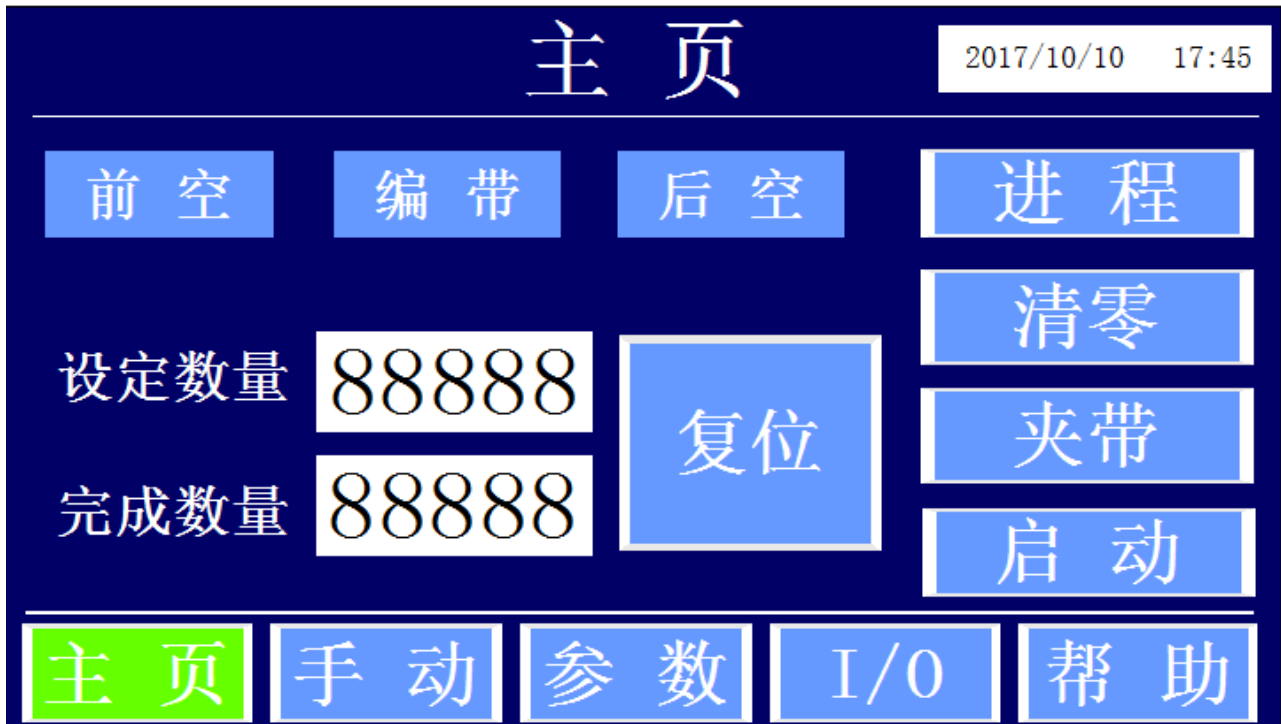 主 页
2017/10/10 17:45
前 空
编 带
后 空
进 程
清零
设定数量 88888
复位
夹带
完成数量 88888
启 动
主 页
手 动
参 数
I/O
帮 助